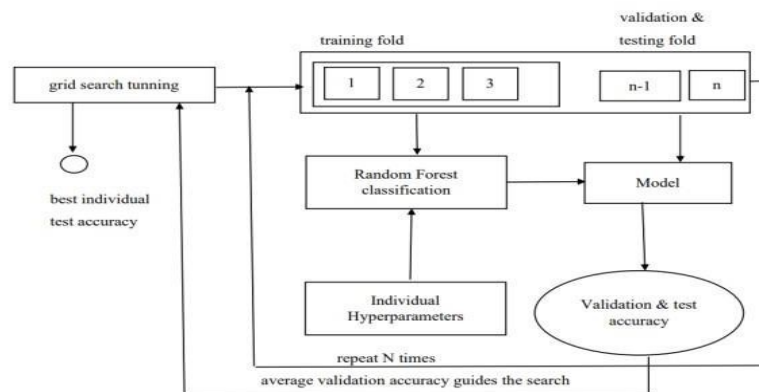 validation &
training fold
testing fold
grid search tunning
1
2
3
n-1
n
Random Forest
classification
Model
best individual
test accuracy
Individual
Hyperparameters
Validation & test
accuracy
repeat N times
average validation accuracy guides the search